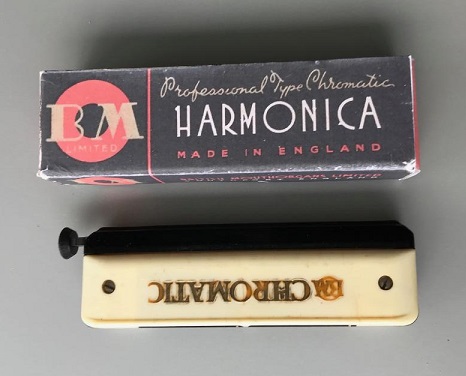 BM
LIMITED
Professional Type Chromatic
HARMONICA
MADE IN ENGLAND
BM CHROMATIC